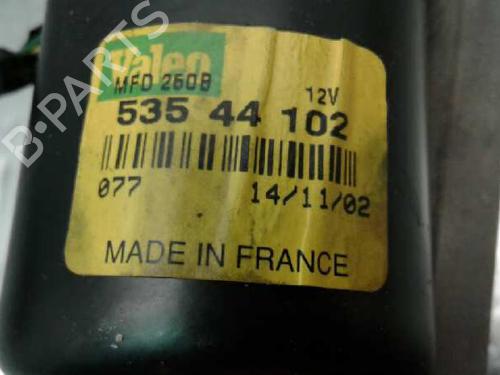 Valeo
MFD 260B 12V
535 44 102
077 14/11/02
MADE IN FRANCE
B-PARTS